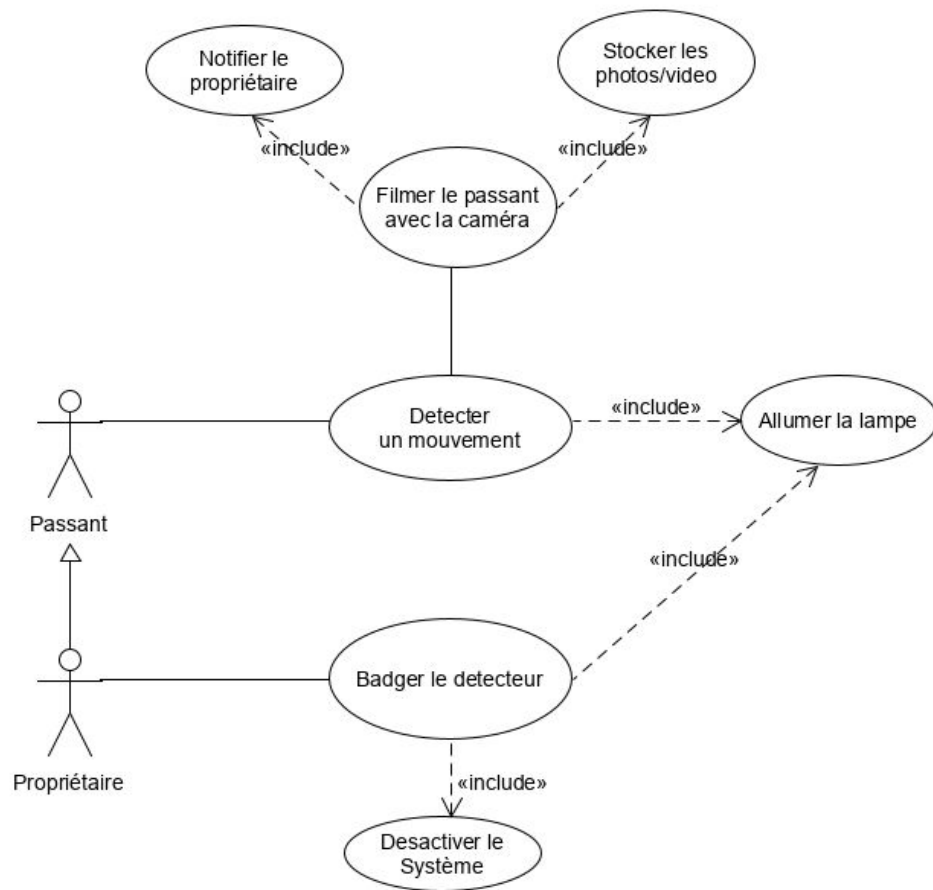 Notifier le
propriétaire
Stocker les
photos/video
«include»
«include»
Filmer le passant
avec la caméra
Detecter
un mouvement
«include»
Allumer la lampe
Passant
«include»
Badger le detecteur
Propriétaire
«include»
Desactiver le
Système